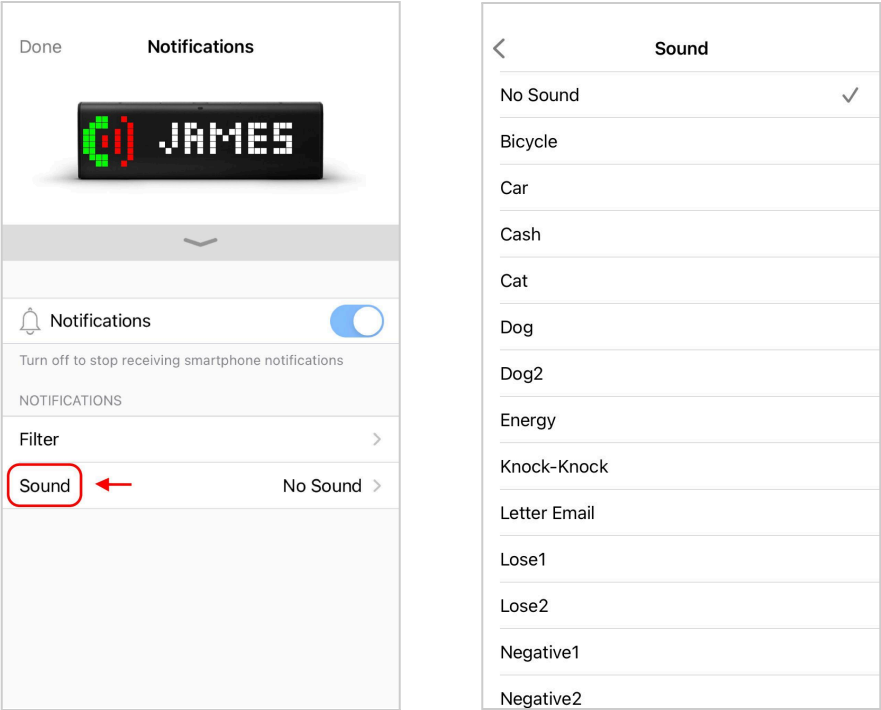 Done
Notifications
JAMES
Notifications
Turn off to stop receiving smartphone notifications
NOTIFICATIONS
Filter
Sound
No Sound
Sound
No Sound
Bicycle
Car
Cash
Cat
Dog
Dog2
Energy
Knock-Knock
Letter Email
Lose1
Lose2
Negative1
Negative2